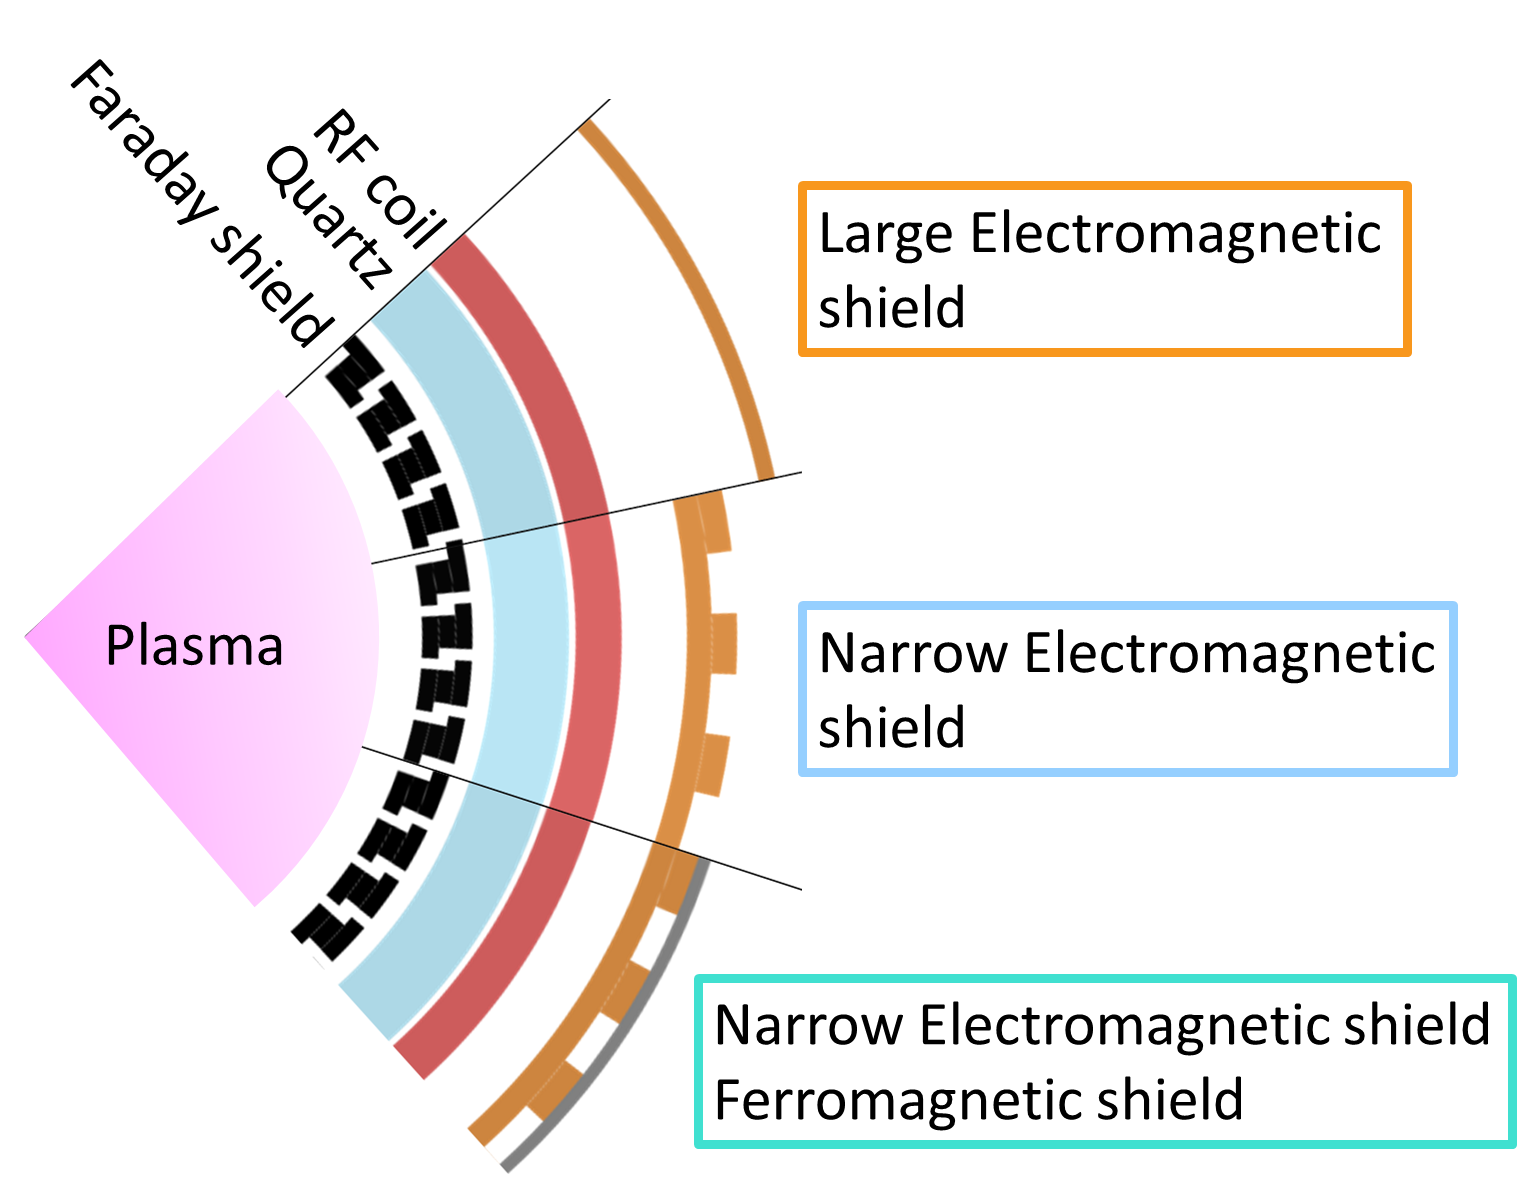 Faraday shield
RF coil
Quartz
Large Electromagnetic
shield
Plasma
Narrow Electromagnetic
shield
Narrow Electromagnetic shield
Ferromagnetic shield